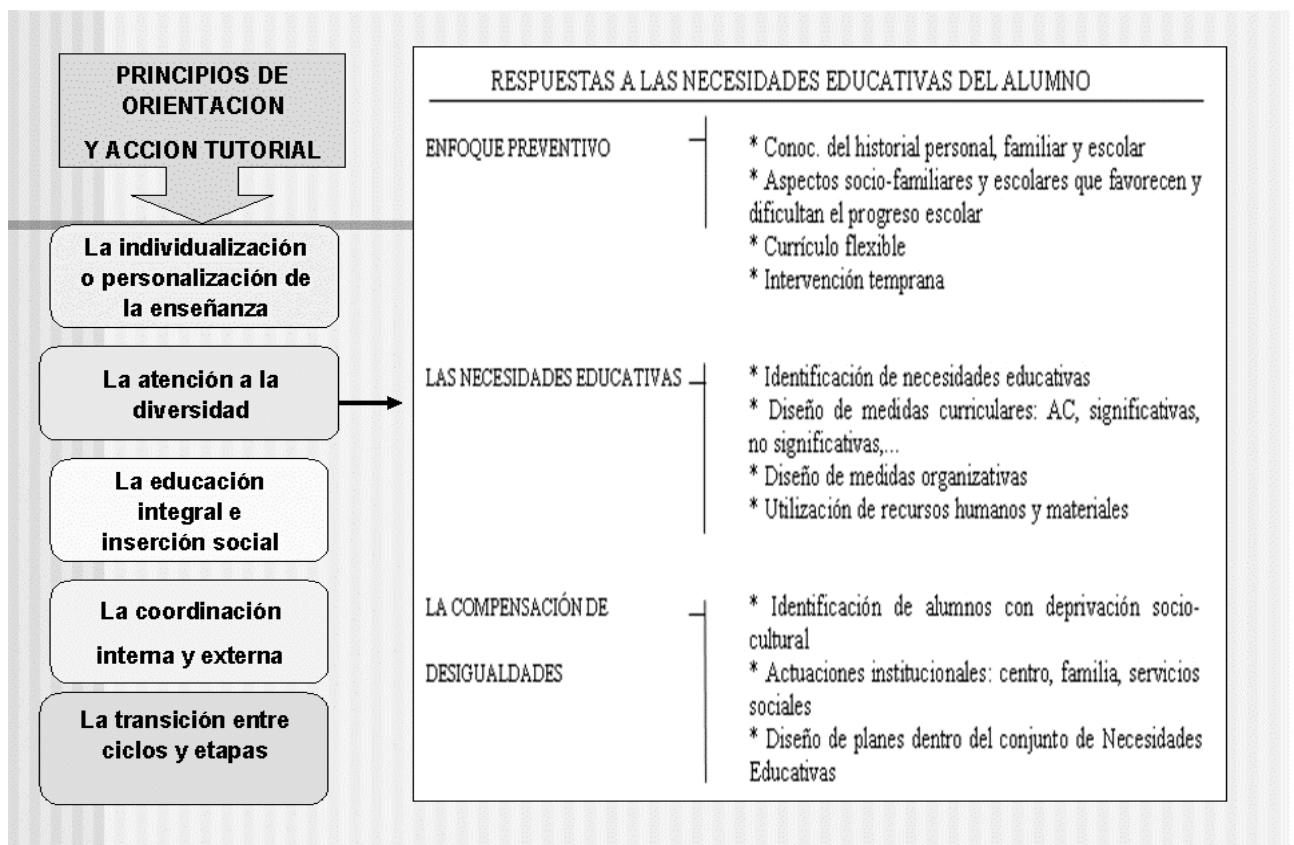 PRINCIPIOS DE
ORIENTACION
Y ACCION TUTORIAL
La individualización
o personalización de
la enseñanza
La atención a la
diversidad
La educación
integral e
inserción social
La coordinación
interna y externa
La transición entre
ciclos y etapas
RESPUESTAS A LAS NECESIDADES EDUCATIVAS DEL ALUMNO
ENFOQUE PREVENTIVO
* Conoc. del historial personal, familiar y escolar
* Aspectos socio-familiares y escolares que favorecen y
dificultan el progreso escolar
* Currículo flexible
* Intervención temprana
LAS NECESIDADES EDUCATIVAS
* Identificación de necesidades educativas
* Diseño de medidas curriculares: AC, significativas,
no significativas,...
* Diseño de medidas organizativas
* Utilización de recursos humanos y materiales
LA COMPENSACIÓN DE
DESIGUALDADES
* Identificación de alumnos con deprivación socio-
cultural
* Actuaciones institucionales: centro, familia, servicios
sociales
* Diseño de planes dentro del conjunto de Necesidades
Educativas